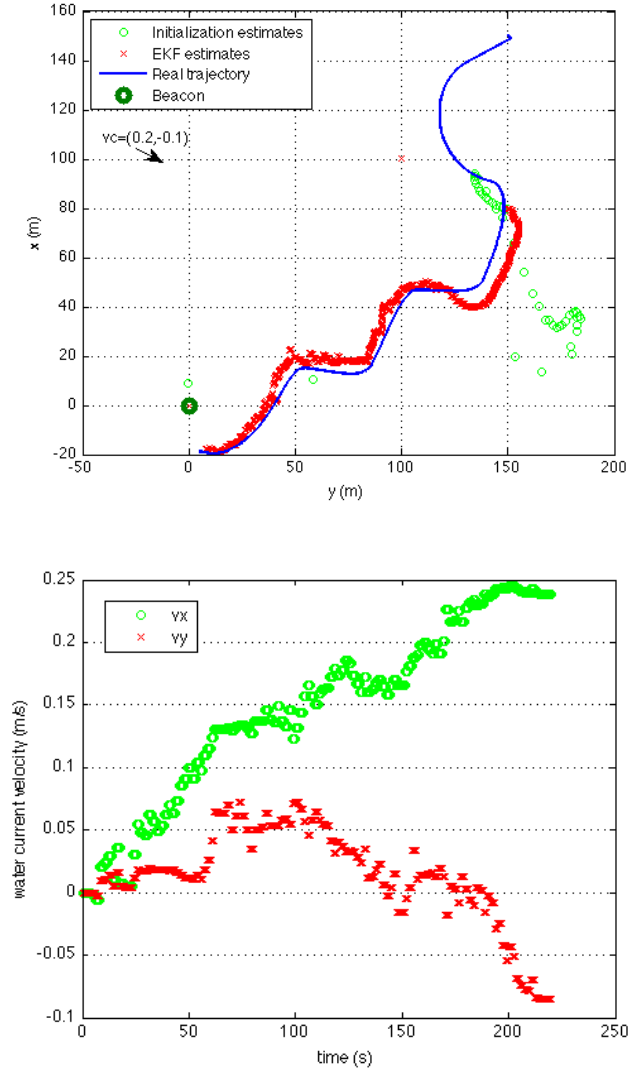 160
140
120
100
80
60
40
20
0
-20
x (m)
Initialization estimates
EKF estimates
Real trajectory
Beacon
vc=(0.2,-0.1)
-50 0 50 100 150 200
y (m)
0.25
0.2
0.15
0.1
0.05
0
-0.05
-0.1
water current velocity (m/s)
vx
vy
0 50 100 150 200 250
time (s)